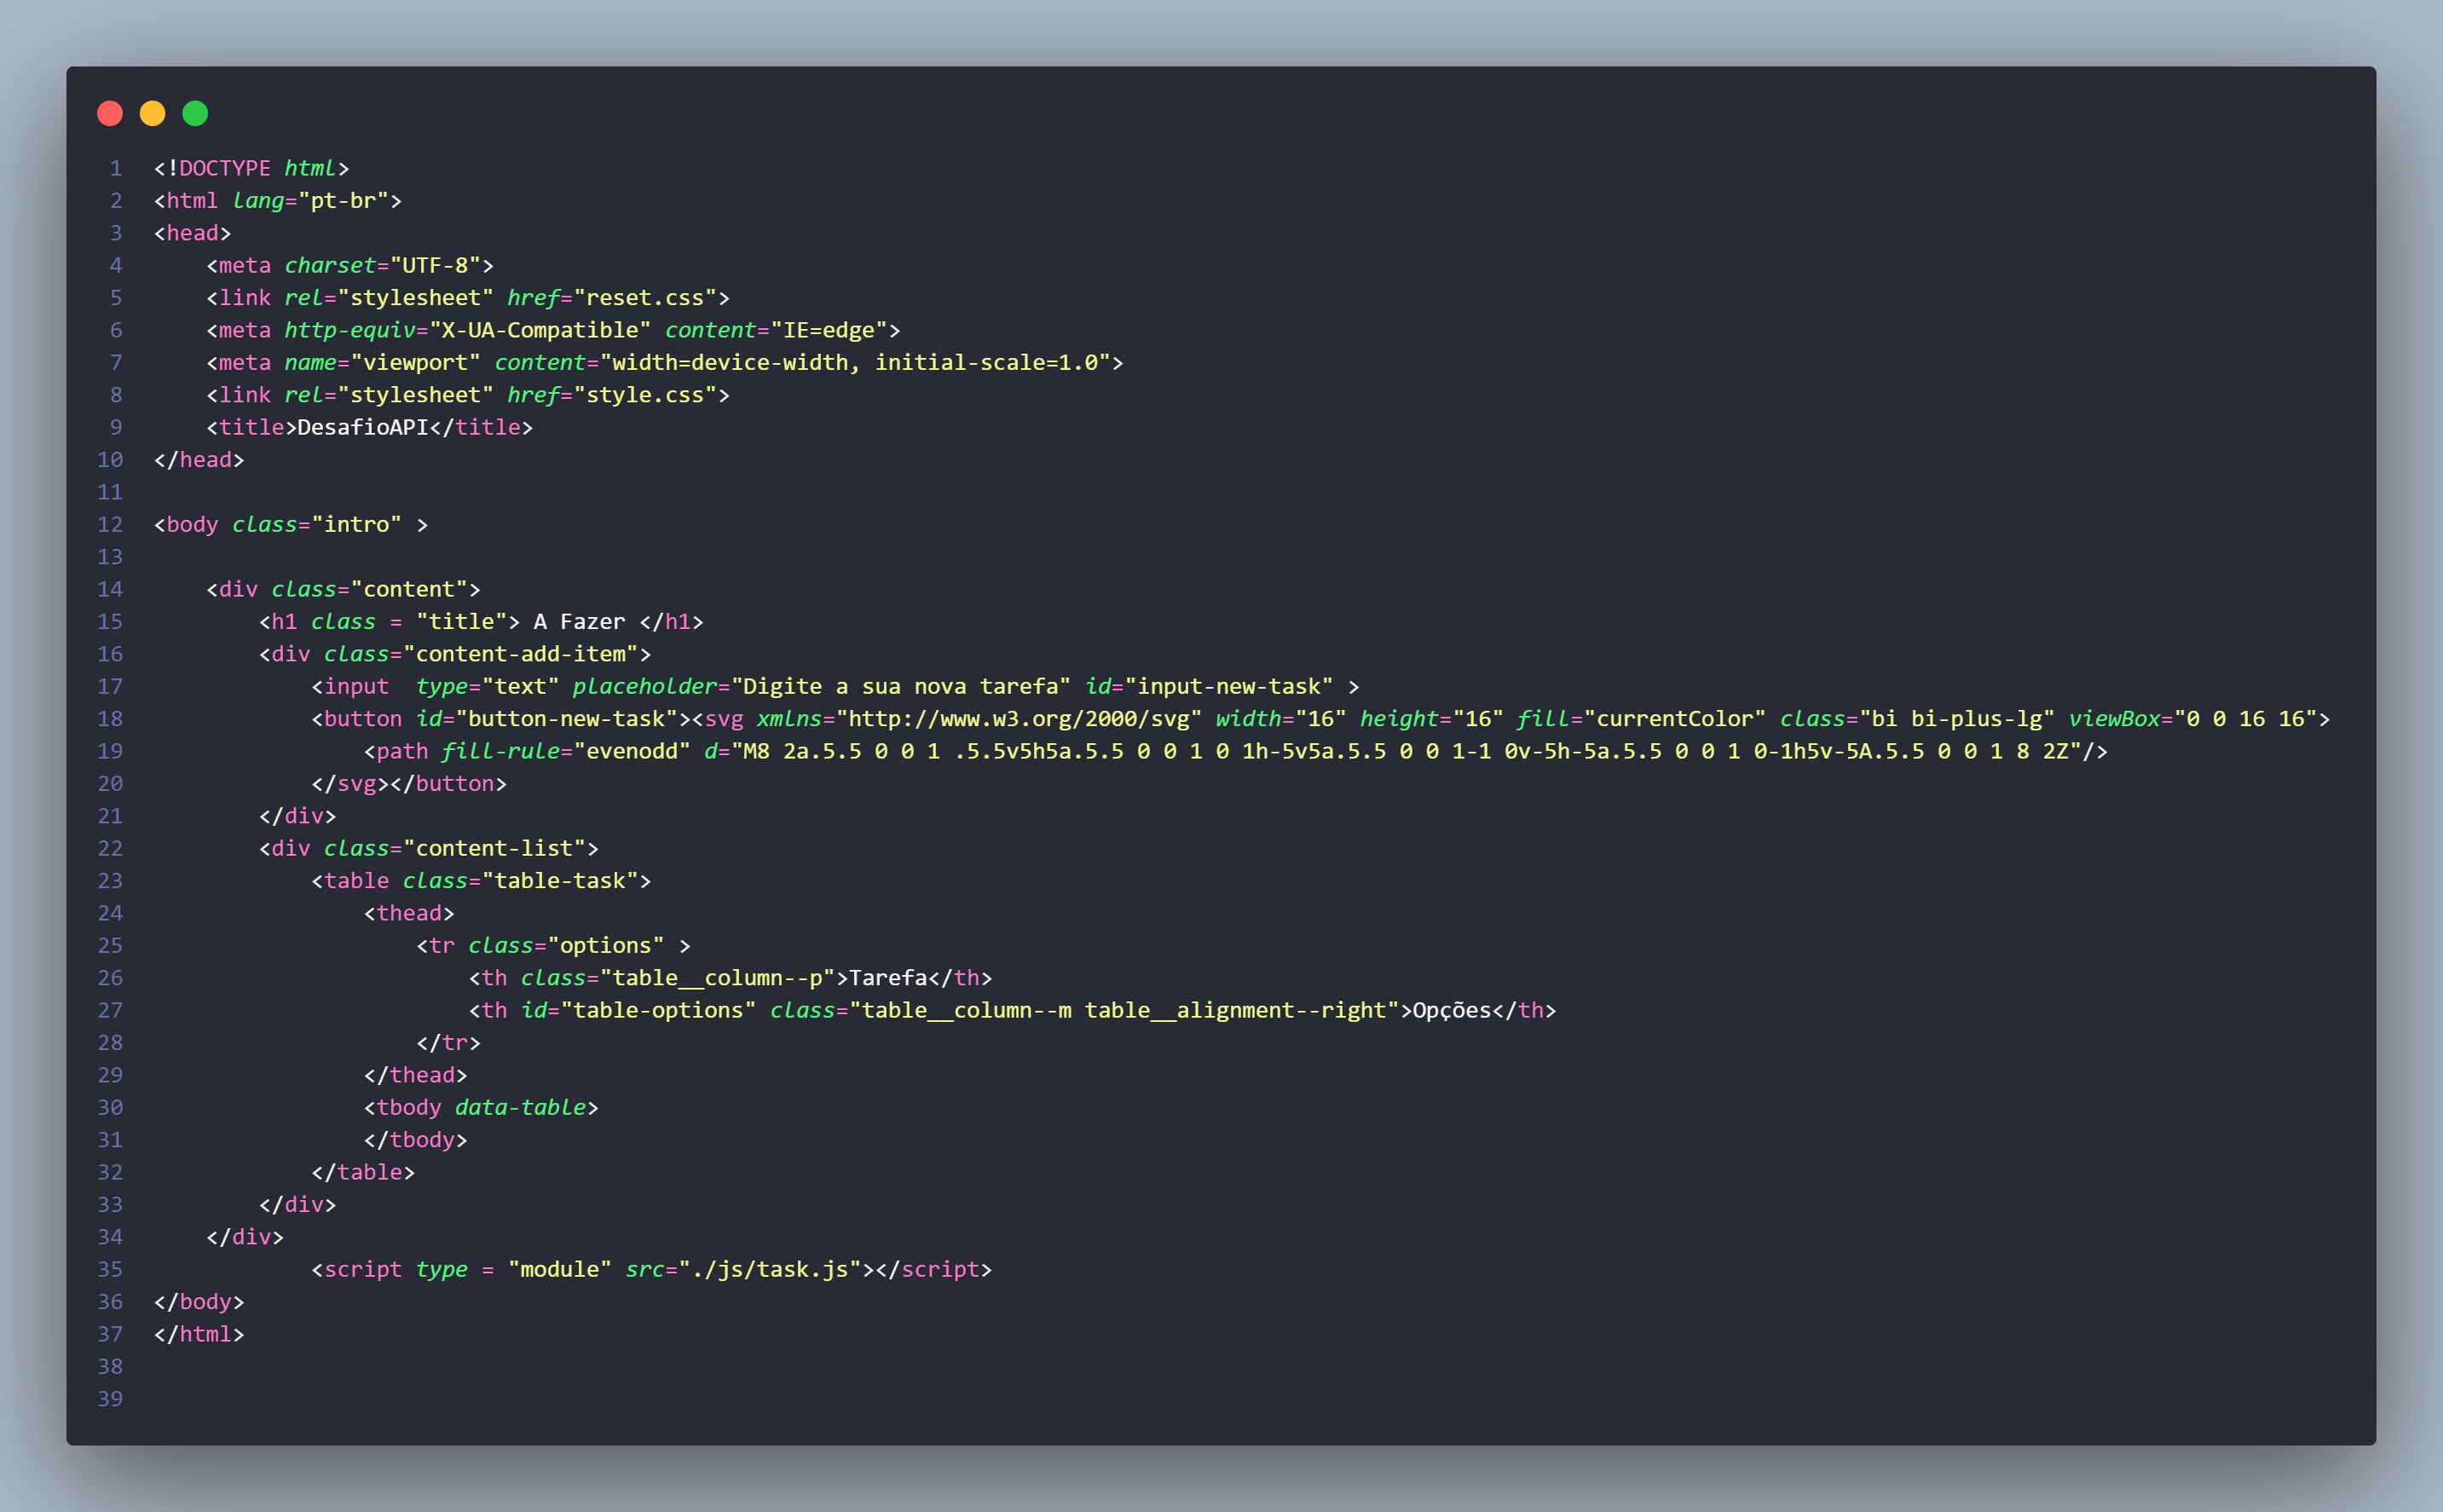 1 <!DOCTYPE html>
2 <html lang="pt-br">
3 <head>
4     <meta charset="UTF-8">
5     <link rel="stylesheet" href="reset.css">
6     <meta http-equiv="X-UA-Compatible" content="IE=edge">
7     <meta name="viewport" content="width=device-width, initial-scale=1.0">
8     <link rel="stylesheet" href="style.css">
9     <title>DesafioAPI</title>
10 </head>
11
12 <body class="intro" >
13
14     <div class="content">
15         <h1 class = "title"> A Fazer </h1>
16         <div class="content-add-item">
17             <input  type="text" placeholder="Digite a sua nova tarefa" id="input-new-task" >
18             <button id="button-new-task"><svg xmlns="http://www.w3.org/2000/svg" width="16" height="16" fill="currentColor" class="bi bi-plus-lg" viewBox="0 0 16 16">
19                 <path fill-rule="evenodd" d="M8 2a.5.5 0 0 1 .5.5v5h5a.5.5 0 0 1 0 1h-5v5a.5.5 0 0 1-1 0v-5h-5a.5.5 0 0 1 0-1h5v-5A.5.5 0 0 1 8 2Z"/>
20             </svg></button>
21         </div>
22         <div class="content-list">
23             <table class="table-task">
24                 <thead>
25                     <tr class="options" >
26                         <th class="table__column--p">Tarefa</th>
27                         <th id="table-options" class="table__column--m table__alignment--right">Opções</th>
28                     </tr>
29                 </thead>
30                 <tbody data-table>
31                 </tbody>
32             </table>
33         </div>
34     </div>
35             <script type = "module" src="./js/task.js"></script>
36 </body>
37 </html>
38
39